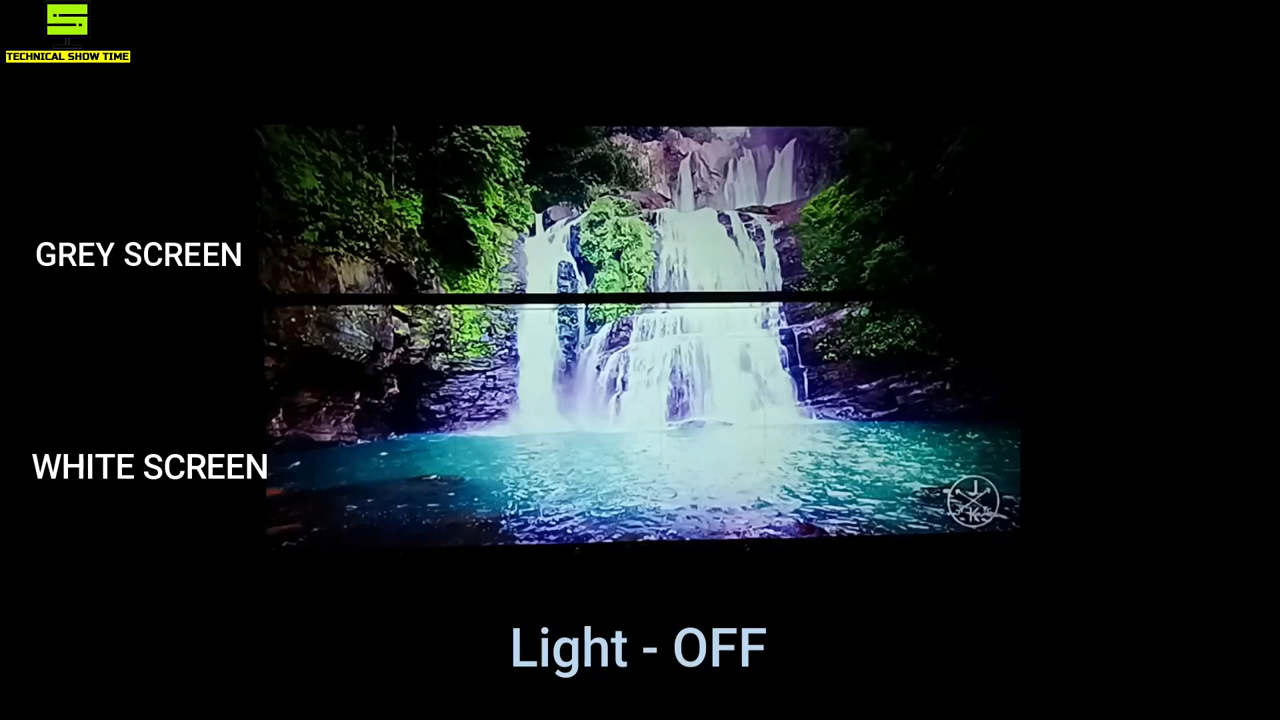 TECHNICAL SHOW TIME
GREY SCREEN
WHITE SCREEN
J
K
Light - OFF